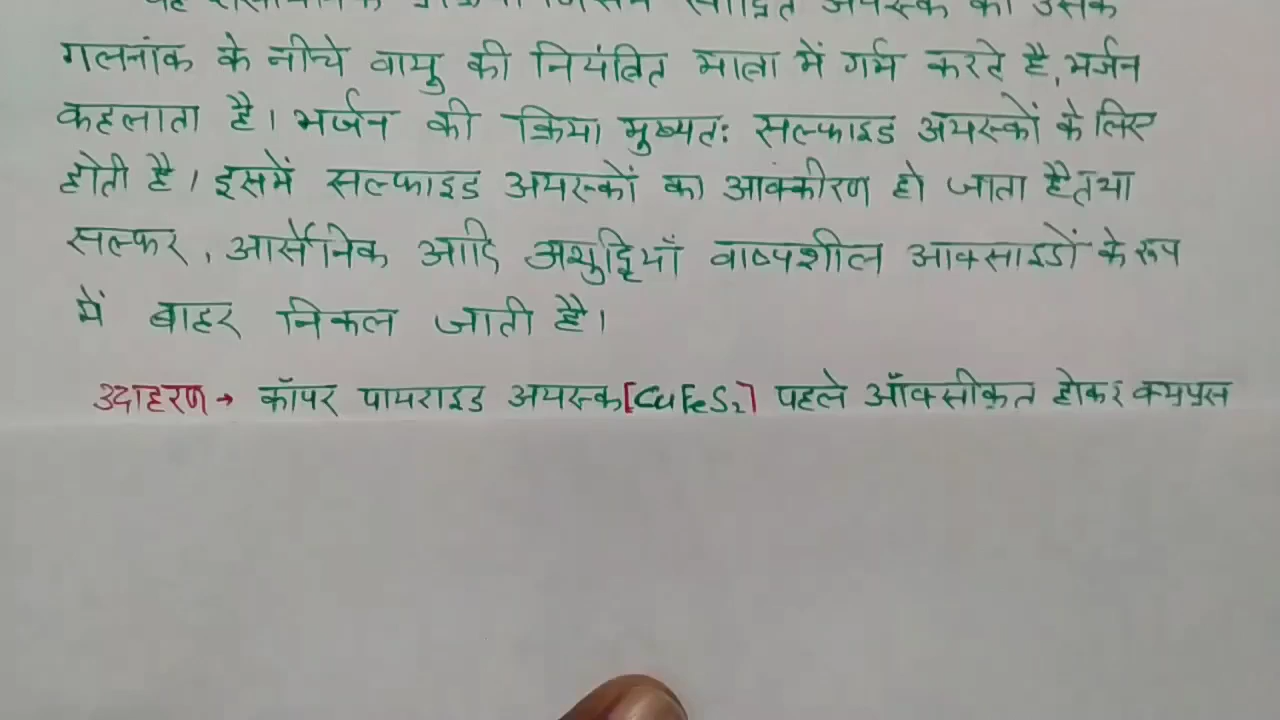 गलनांक के नीचे वायु की नियंत्रित मात्रा में गर्म करते है, भर्जन
कहलाता है। भर्जन की क्रिया मुख्यतः सल्फाइड अयस्कों के लिए
होती है। इसमें सल्फाइड अयस्कों का आक्कीरण हो जाता है तथा
सल्फर, आर्सेनिक आदि अशुद्धियाँ वाष्पशील आक्साइडों के रूप
में बाहर निकल जाती है।
उदाहरण → कॉपर पायराइड अयस्क [CuFeS₂] पहले ऑक्सीकृत होकर क्यूप्रस